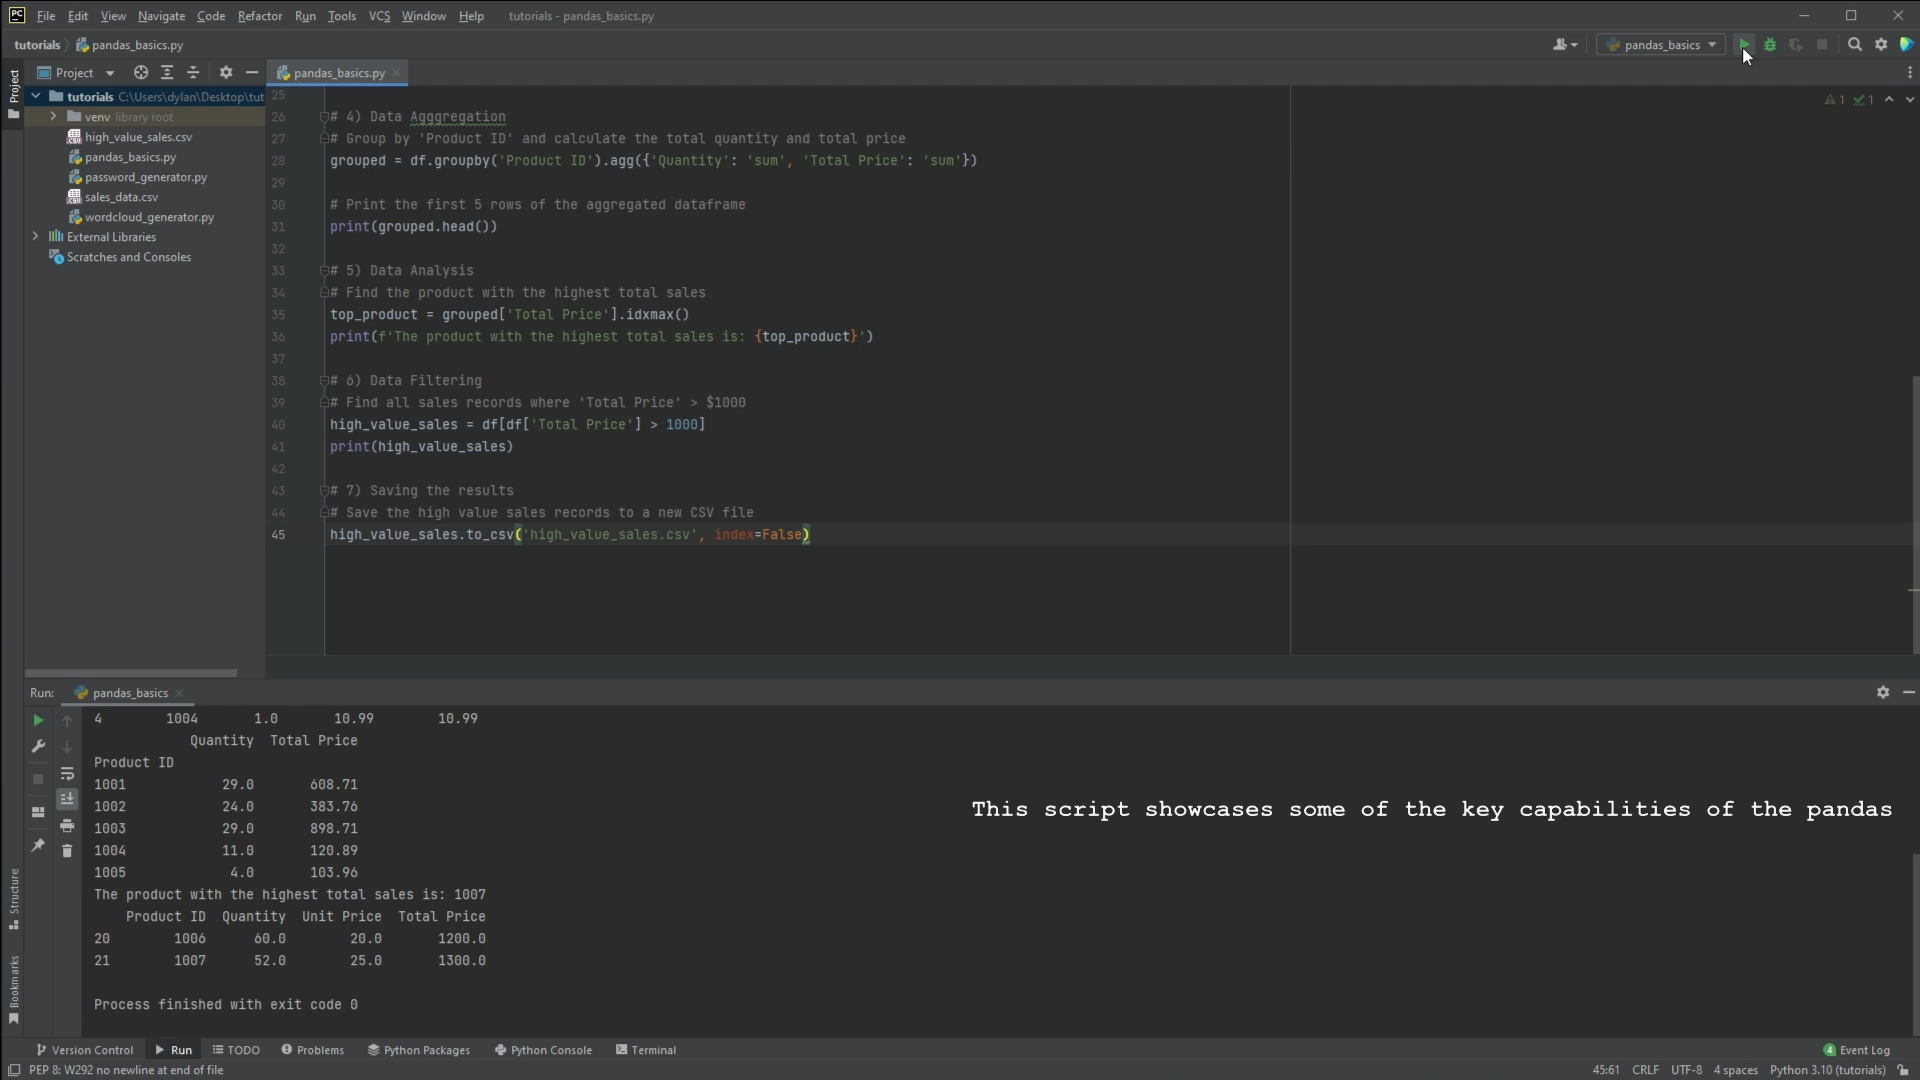 PC File Edit View Navigate Code Refactor Run Tools VCS Window Help tutorials - pandas_basics.py
tutorials pandas_basics.py pandas_basics
Project pandas_basics.py
Project
tutorials C:\Users\dylan\Desktop\tut
venv library root
high_value_sales.csv
pandas_basics.py
password_generator.py
sales_data.csv
wordcloud_generator.py
External Libraries
Scratches and Consoles
1 1
25
26 # 4) Data Agggregation
27 # Group by 'Product ID' and calculate the total quantity and total price
28 grouped = df.groupby('Product ID').agg({'Quantity': 'sum', 'Total Price': 'sum'})
29
30 # Print the first 5 rows of the aggregated dataframe
31 print(grouped.head())
32
33 # 5) Data Analysis
34 # Find the product with the highest total sales
35 top_product = grouped['Total Price'].idxmax()
36 print(f'The product with the highest total sales is: {top_product}')
37
38 # 6) Data Filtering
39 # Find all sales records where 'Total Price' > $1000
40 high_value_sales = df[df['Total Price'] > 1000]
41 print(high_value_sales)
42
43 # 7) Saving the results
44 # Save the high value sales records to a new CSV file
45 high_value_sales.to_csv('high_value_sales.csv', index=False)
Run: pandas_basics
4 1004 1.0 10.99 10.99
Quantity Total Price
Product ID
1001 29.0 608.71
1002 24.0 383.76
1003 29.0 898.71
1004 11.0 120.89
1005 4.0 103.96
The product with the highest total sales is: 1007
Product ID Quantity Unit Price Total Price
20 1006 60.0 20.0 1200.0
21 1007 52.0 25.0 1300.0
Process finished with exit code 0
This script showcases some of the key capabilities of the pandas
Structure
Bookmarks
Version Control Run TODO Problems Python Packages Python Console Terminal 4 Event Log
PEP 8: W292 no newline at end of file 45:61 CRLF UTF-8 4 spaces Python 3.10 (tutorials)